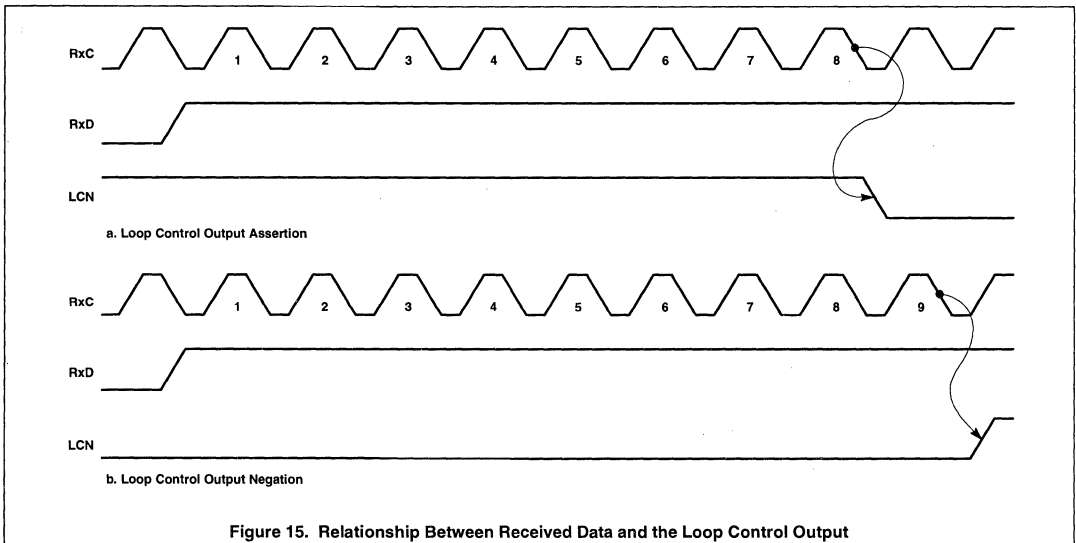 RxC
1 2 3 4 5 6 7 8
RxD
LCN
a. Loop Control Output Assertion
RxC
1 2 3 4 5 6 7 8 9
RxD
LCN
b. Loop Control Output Negation
Figure 15. Relationship Between Received Data and the Loop Control Output